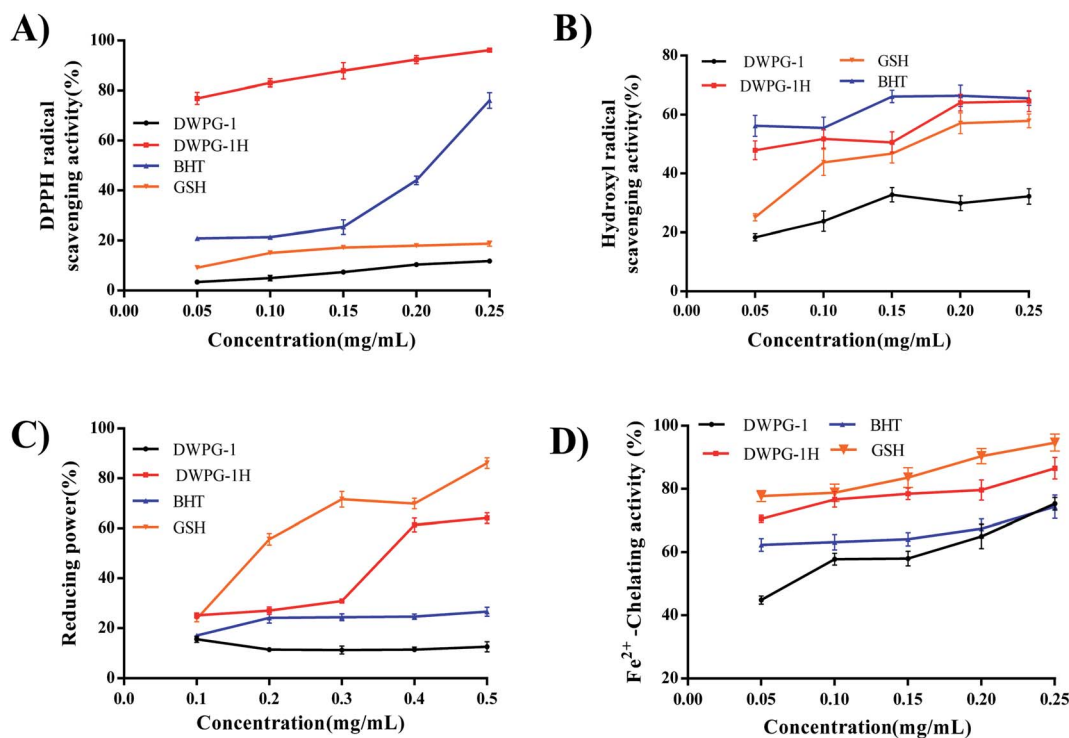 A)
DPPH radical
scavenging activity(%)
100
80
60
40
20
0
DWPG-1
DWPG-1H
BHT
GSH
0.00 0.05 0.10 0.15 0.20 0.25
Concentration(mg/mL)
B)
Hydroxyl radical
scavenging activity(%)
80
60
40
20
0
DWPG-1 GSH
DWPG-1H BHT
0.00 0.05 0.10 0.15 0.20 0.25
Concentration(mg/mL)
C)
Reducing power(%)
100
80
60
40
20
0
DWPG-1
DWPG-1H
BHT
GSH
0.0 0.1 0.2 0.3 0.4 0.5
Concentration(mg/mL)
D)
Fe²⁺ -Chelating activity (%)
100
80
60
40
20
DWPG-1 BHT
DWPG-1H GSH
0.00 0.05 0.10 0.15 0.20 0.25
Concentration(mg/mL)